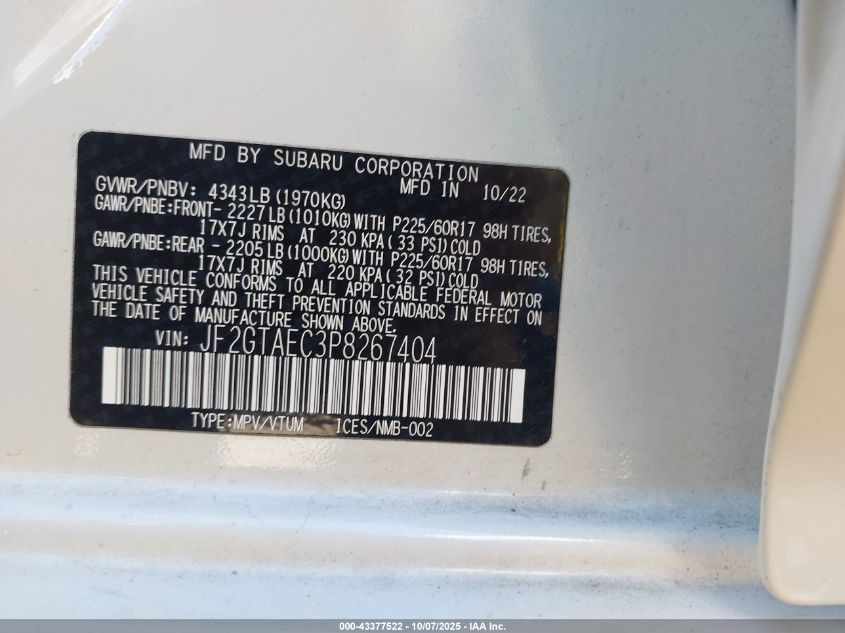 MFD BY SUBARU CORPORATION
GVWR/PNBV: 4343LB (1970KG) MFD IN 10/22
GAWR/PNBE:FRONT- 2227LB(1010KG)WITH P225/60R17 98H TIRES,
17X7J RIMS AT 230 KPA(33 PSI)COLD
GAWR/PNBE:REAR - 2205LB(1000KG)WITH P225/60R17 98H TIRES,
17X7J RIMS AT 220 KPA(32 PSI)COLD
THIS VEHICLE CONFORMS TO ALL APPLICABLE FEDERAL MOTOR
VEHICLE SAFETY AND THEFT PREVENTION STANDARDS IN EFFECT ON
THE DATE OF MANUFACTURE SHOWN ABOVE.
VIN: JF2GTAEC3P8267404
TYPE:MPV/VTUM ICES/NMB-002
000-43377522 - 10/07/2025 - IAA Inc.